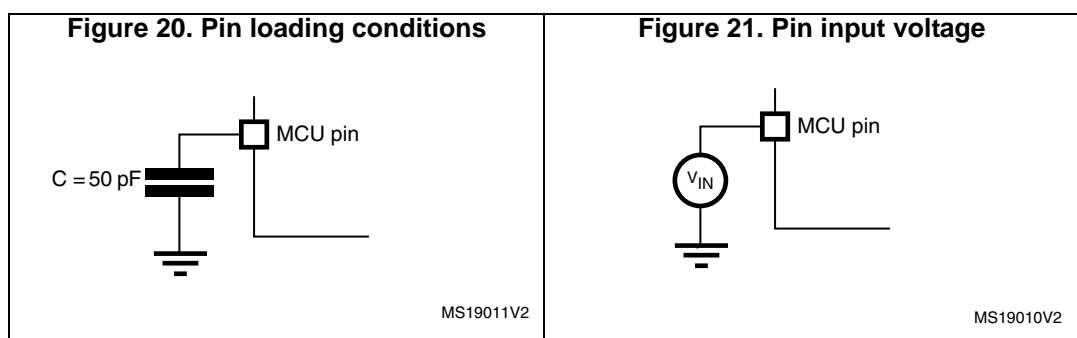 Figure 20. Pin loading conditions
MCU pin
C = 50 pF
MS19011V2
Figure 21. Pin input voltage
MCU pin
VIN
MS19010V2